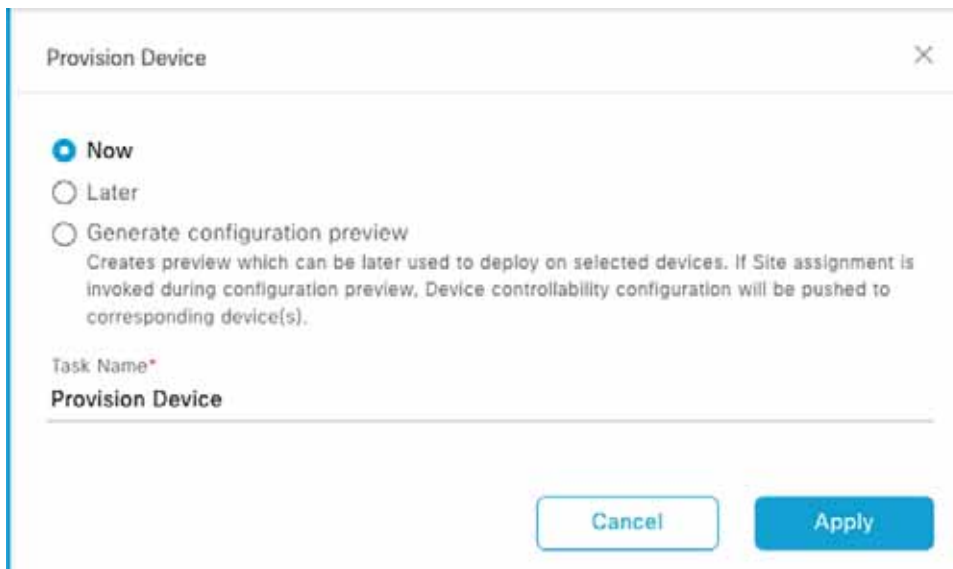 Provision Device
Now
Later
Generate configuration preview
Creates preview which can be later used to deploy on selected devices. If Site assignment is
invoked during configuration preview, Device controllability configuration will be pushed to
corresponding device(s).
Task Name*
Provision Device
Cancel
Apply